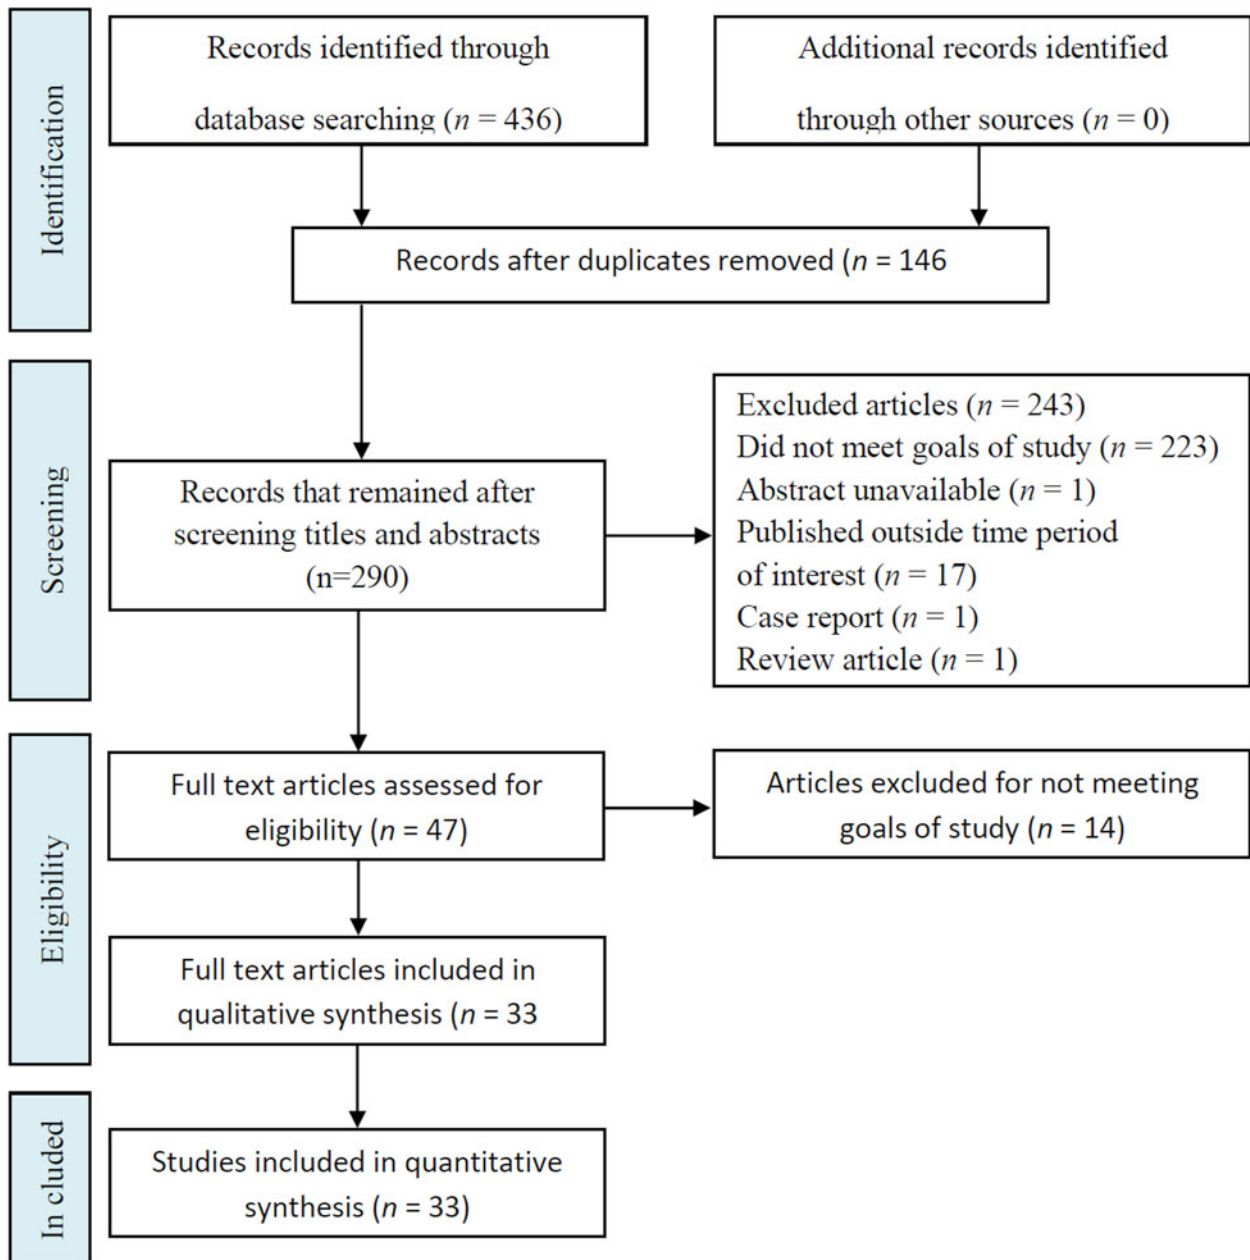 Identification
Records identified through
database searching (n = 436)
Additional records identified
through other sources (n = 0)
Records after duplicates removed (n = 146
Screening
Records that remained after
screening titles and abstracts
(n=290)
Excluded articles (n = 243)
Did not meet goals of study (n = 223)
Abstract unavailable (n = 1)
Published outside time period
of interest (n = 17)
Case report (n = 1)
Review article (n = 1)
Eligibility
Full text articles assessed for
eligibility (n = 47)
Articles excluded for not meeting
goals of study (n = 14)
Full text articles included in
qualitative synthesis (n = 33
In cluded
Studies included in quantitative
synthesis (n = 33)